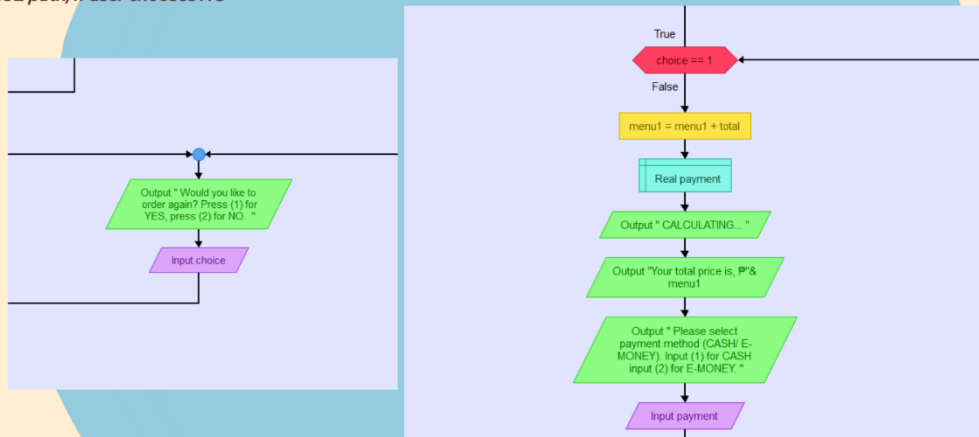 Output " Would you like to
order again? Press (1) for
YES, press (2) for NO. "
Input choice
True
choice == 1
False
menu1 = menu1 + total
Real payment
Output " CALCULATING... "
Output "Your total price is, ₱"&
menu1
Output " Please select
payment method (CASH/ E-
MONEY). Input (1) for CASH
input (2) for E-MONEY. "
Input payment